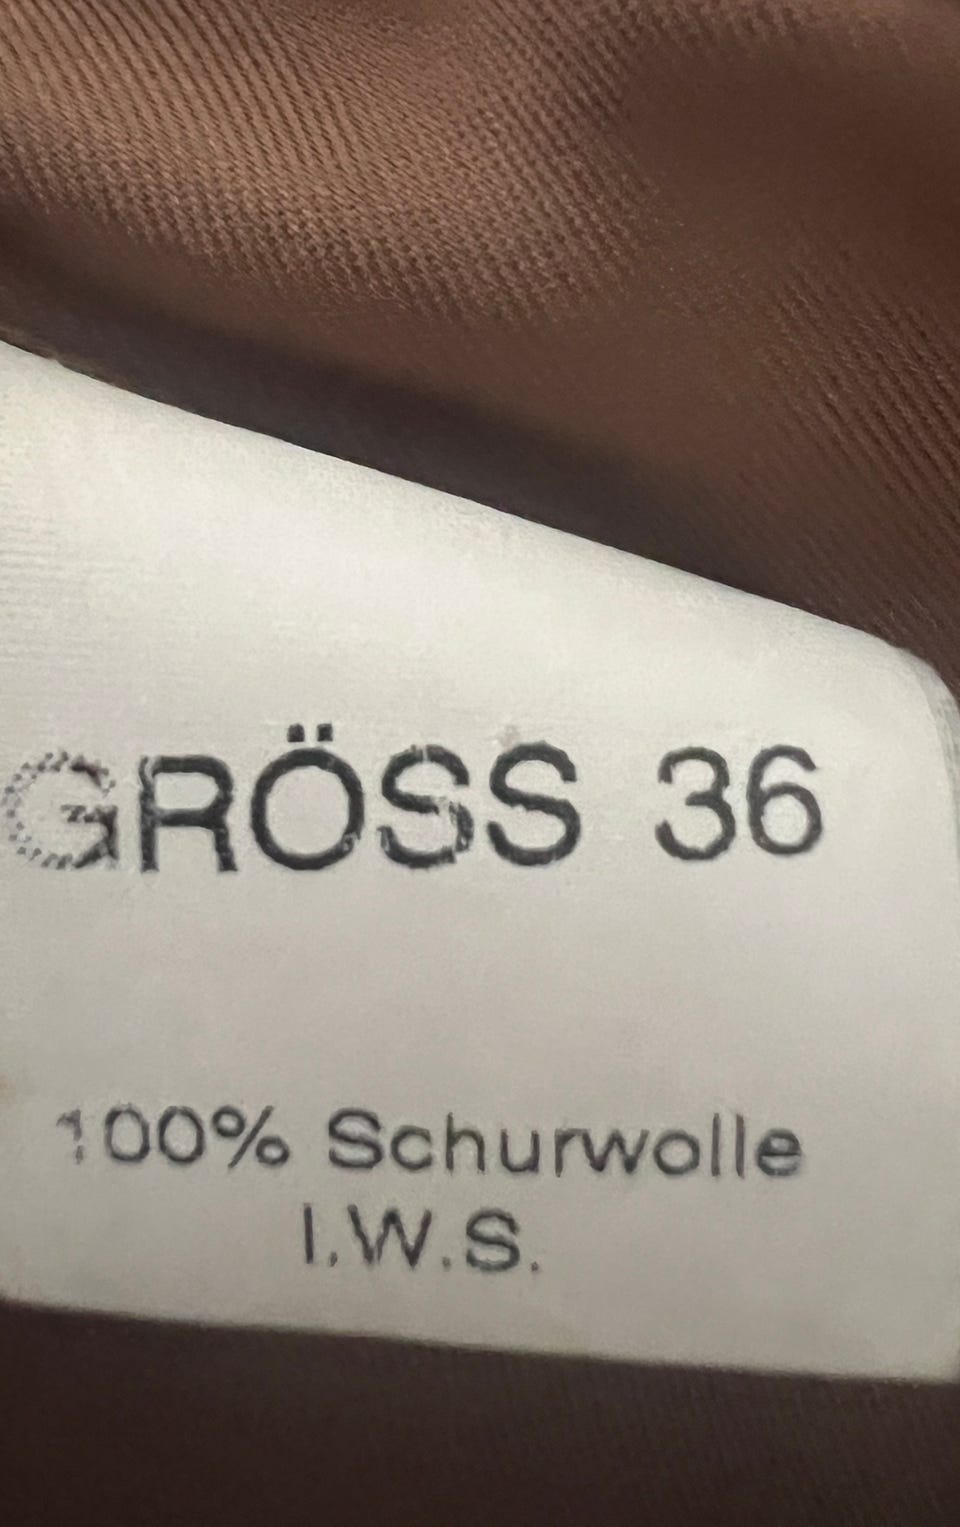 GRÖSS 36
100% Schurwolle
I.W.S.